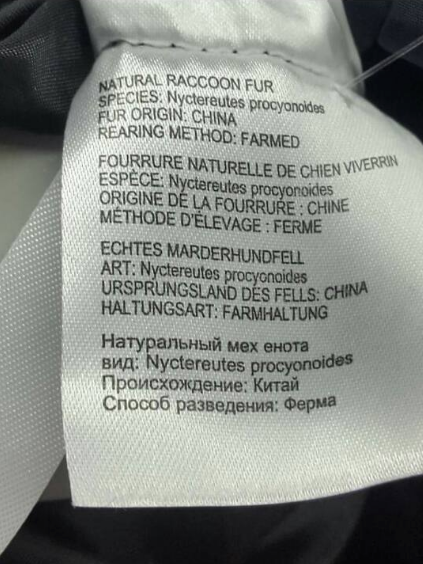 NATURAL RACCOON FUR
SPECIES: Nyctereutes procyonoides
FUR ORIGIN: CHINA
REARING METHOD: FARMED
FOURRURE NATURELLE DE CHIEN VIVERRIN
ESPÈCE: Nyctereutes procyonoides
ORIGINE DE LA FOURRURE : CHINE
MÉTHODE D'ÉLEVAGE : FERME
ECHTES MARDERHUNDFELL
ART: Nyctereutes procyonoides
URSPRUNGSLAND DES FELLS: CHINA
HALTUNGSART: FARMHALTUNG
Натуральный мех енота
вид: Nyctereutes procyonoides
Происхождение: Китай
Способ разведения: Ферма